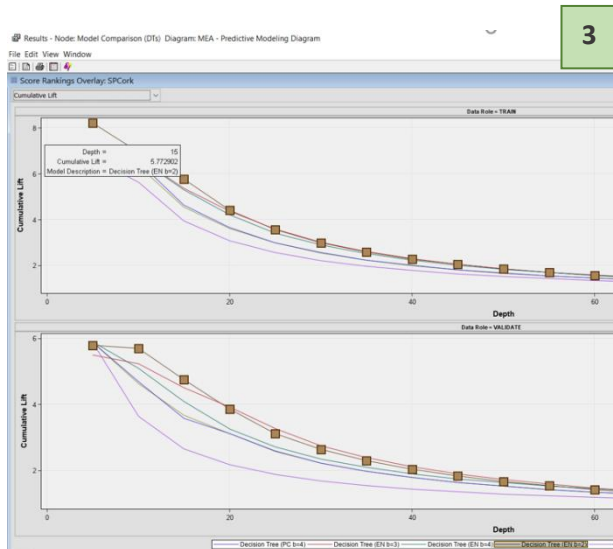 3
Results - Node: Model Comparison (DTs) Diagram: MEA - Predictive Modeling Diagram
File Edit View Window
Score Rankings Overlay: SPCork
Cumulative Lift
Data Role = TRAIN
8
6
4
2
Cumulative Lift
Depth = 15
Cumulative Lift = 5.772902
Model Description = Decision Tree (EN b=2)
0 20 40 60
Depth
Data Role = VALIDATE
6
4
2
Cumulative Lift
0 20 40 60
Depth
Decision Tree (PC b=4) Decision Tree (EN b=3) Decision Tree (EN b=4) Decision Tree (EN b=2)